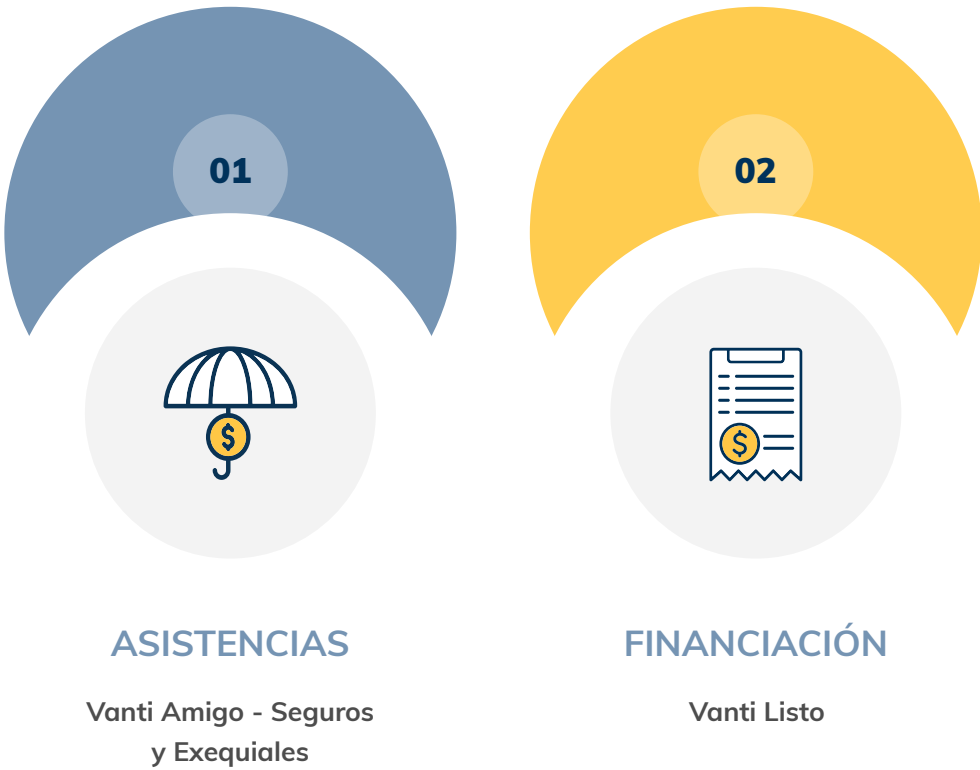 01
ASISTENCIAS
Vanti Amigo - Seguros
y Exequiales
02
FINANCIACIÓN
Vanti Listo